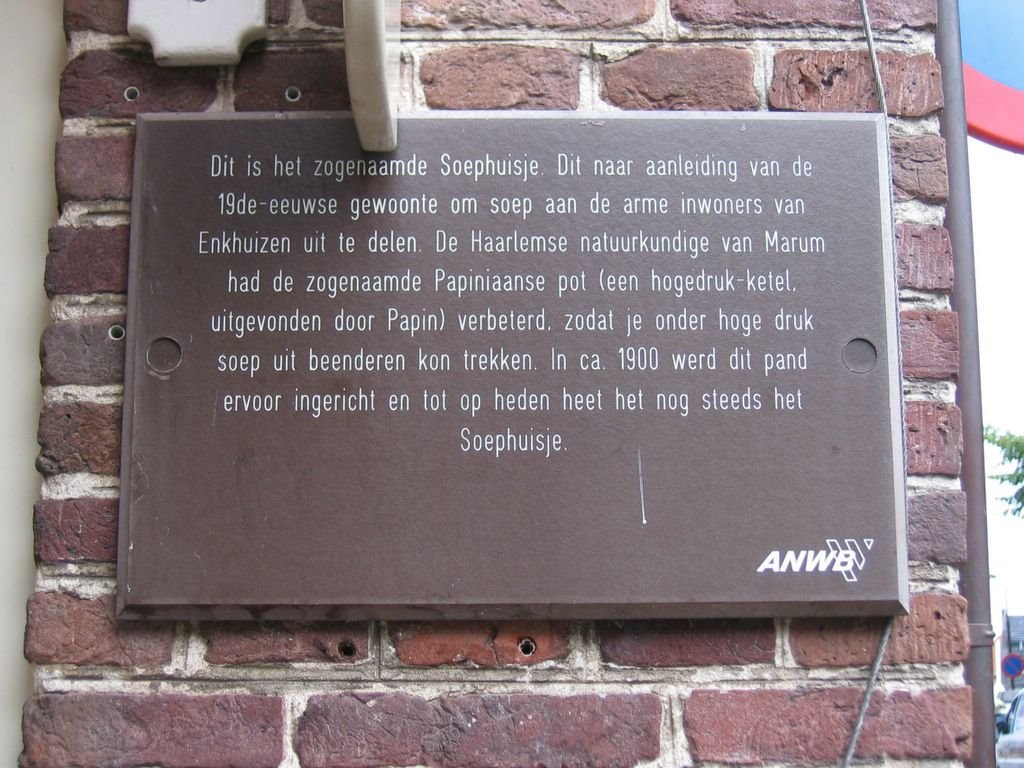 Dit is het zogenaamde Soephuisje. Dit naar aanleiding van de
19de-eeuwse gewoonte om soep aan de arme inwoners van
Enkhuizen uit te delen. De Haarlemse natuurkundige van Marum
had de zogenaamde Papiniaanse pot (een hogedruk-ketel,
uitgevonden door Papin) verbeterd, zodat je onder hoge druk
soep uit beenderen kon trekken. In ca. 1900 werd dit pand
ervoor ingericht en tot op heden heet het nog steeds het
Soephuisje.
ANWB